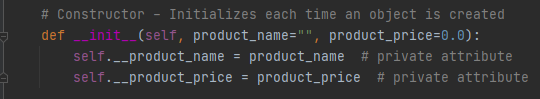 # Constructor - Initializes each time an object is created
def __init__(self, product_name="", product_price=0.0):
self.__product_name = product_name  # private attribute
self.__product_price = product_price  # private attribute